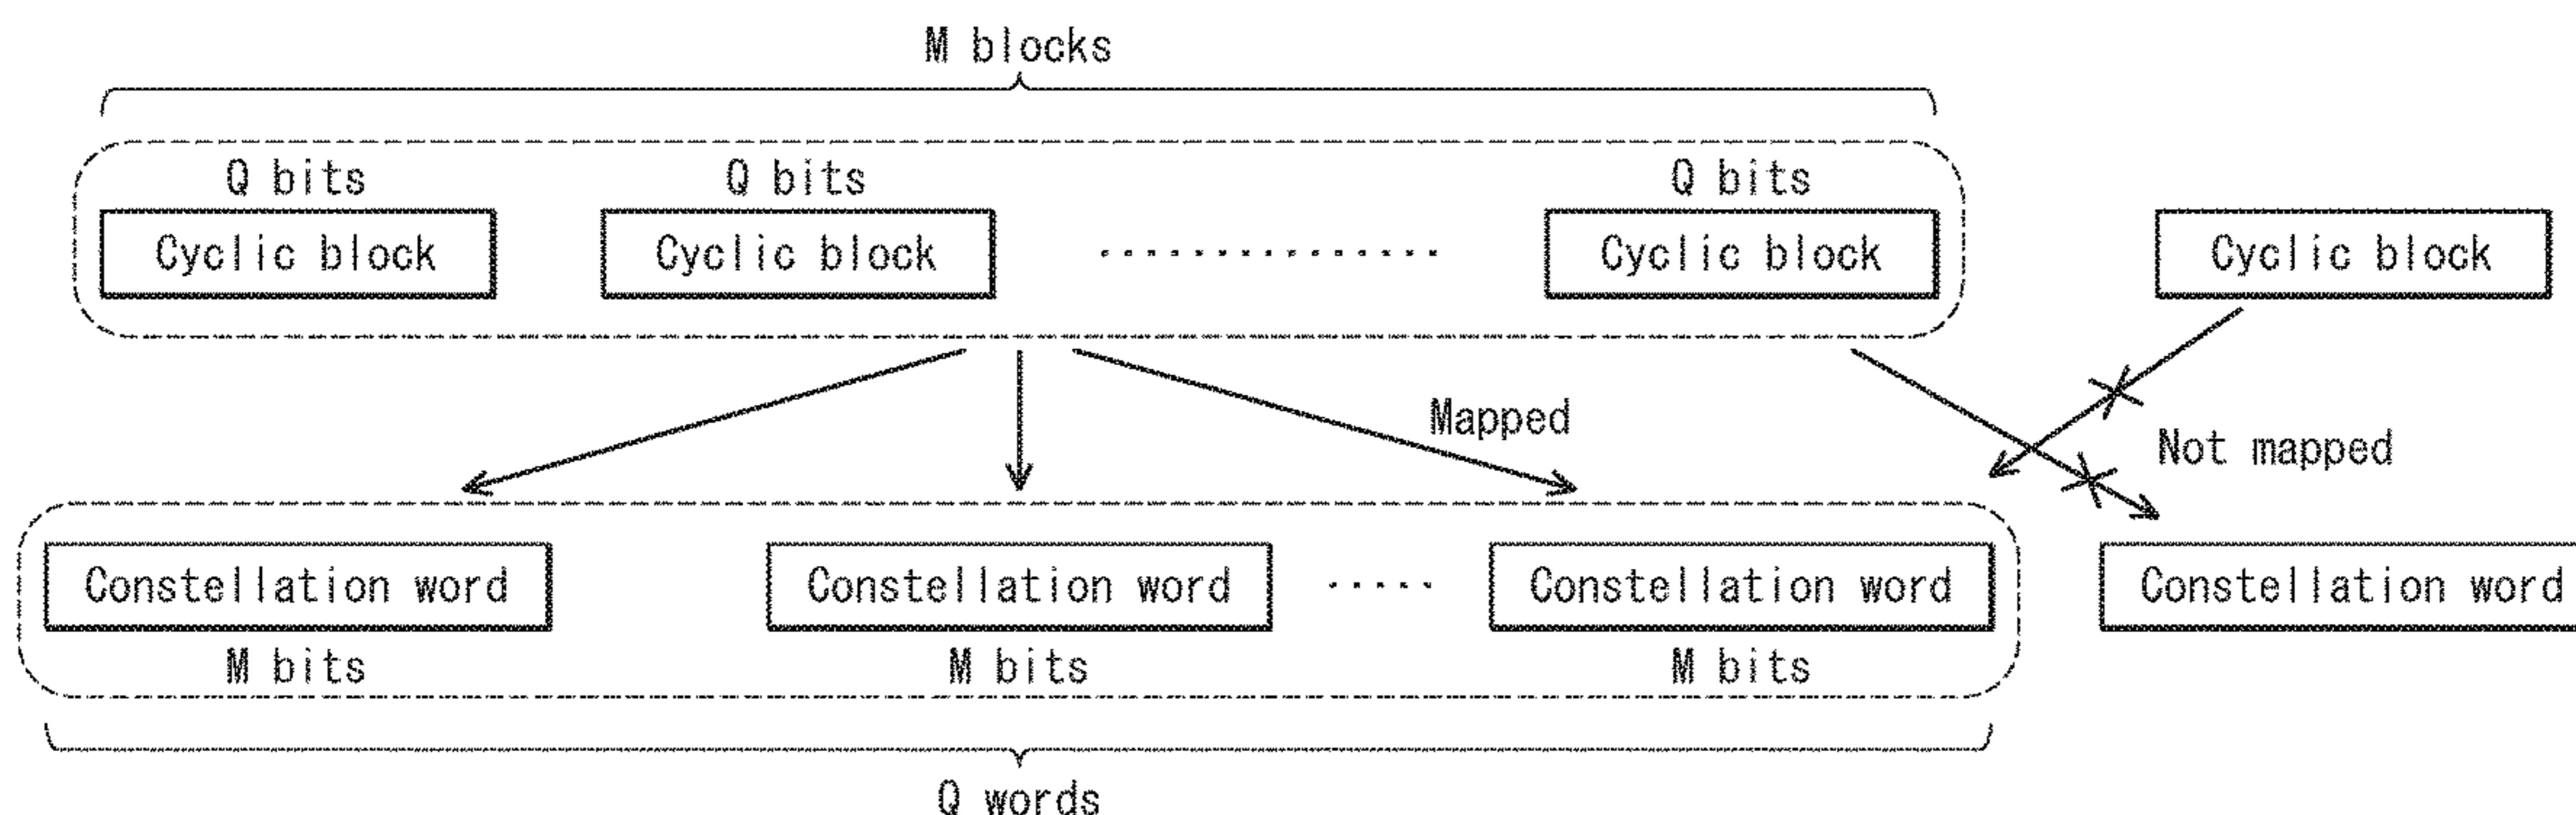 M blocks
Q bits Q bits Q bits
Cyclic block Cyclic block Cyclic block Cyclic block
Mapped
Not mapped
Constellation word Constellation word Constellation word Constellation word
M bits M bits M bits
Q words